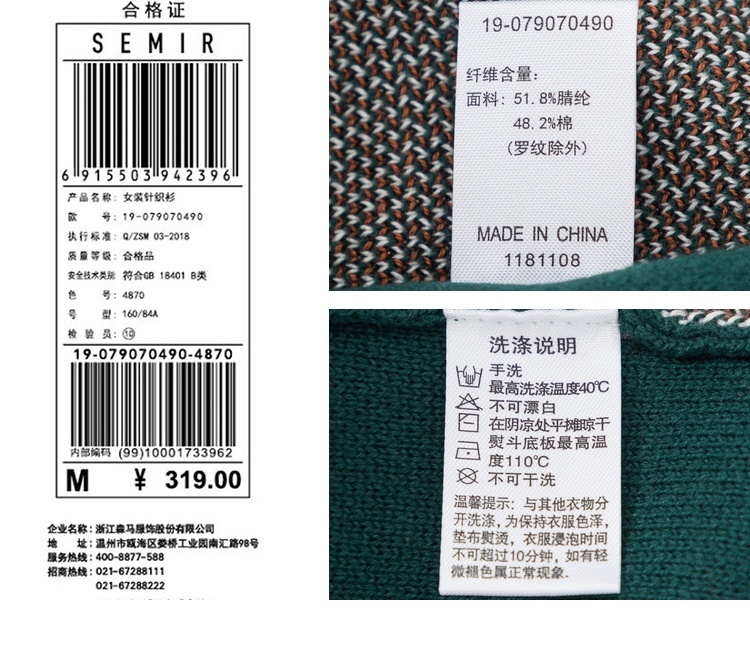 合格证
SEMIR
6 915503 942396
产品名称: 女装针织衫
款 号: 19-079070490
执行标准: Q/ZSM 03-2018
质量等级: 合格品
安全技术类别: 符合GB 18401 B类
色 号: 4870
号 型: 160/84A
检 验 员: ⑩
19-079070490-4870
内部编码 (99)10001733962
M ¥ 319.00
企业名称: 浙江森马服饰股份有限公司
地 址: 温州市瓯海区娄桥工业园南汇路98号
服务热线: 400-8877-588
招商热线: 021-67288111
021-67288222
19-079070490
纤维含量:
面料: 51.8%腈纶
48.2%棉
(罗纹除外)
MADE IN CHINA
1181108
洗涤说明
手洗
最高洗涤温度40℃
不可漂白
在阴凉处平摊晾干
熨斗底板最高温
度110℃
不可干洗
温馨提示: 与其他衣物分
开洗涤,为保持衣服色泽,
垫布熨烫, 衣服浸泡时间
不可超过10分钟, 如有轻
微褪色属正常现象.